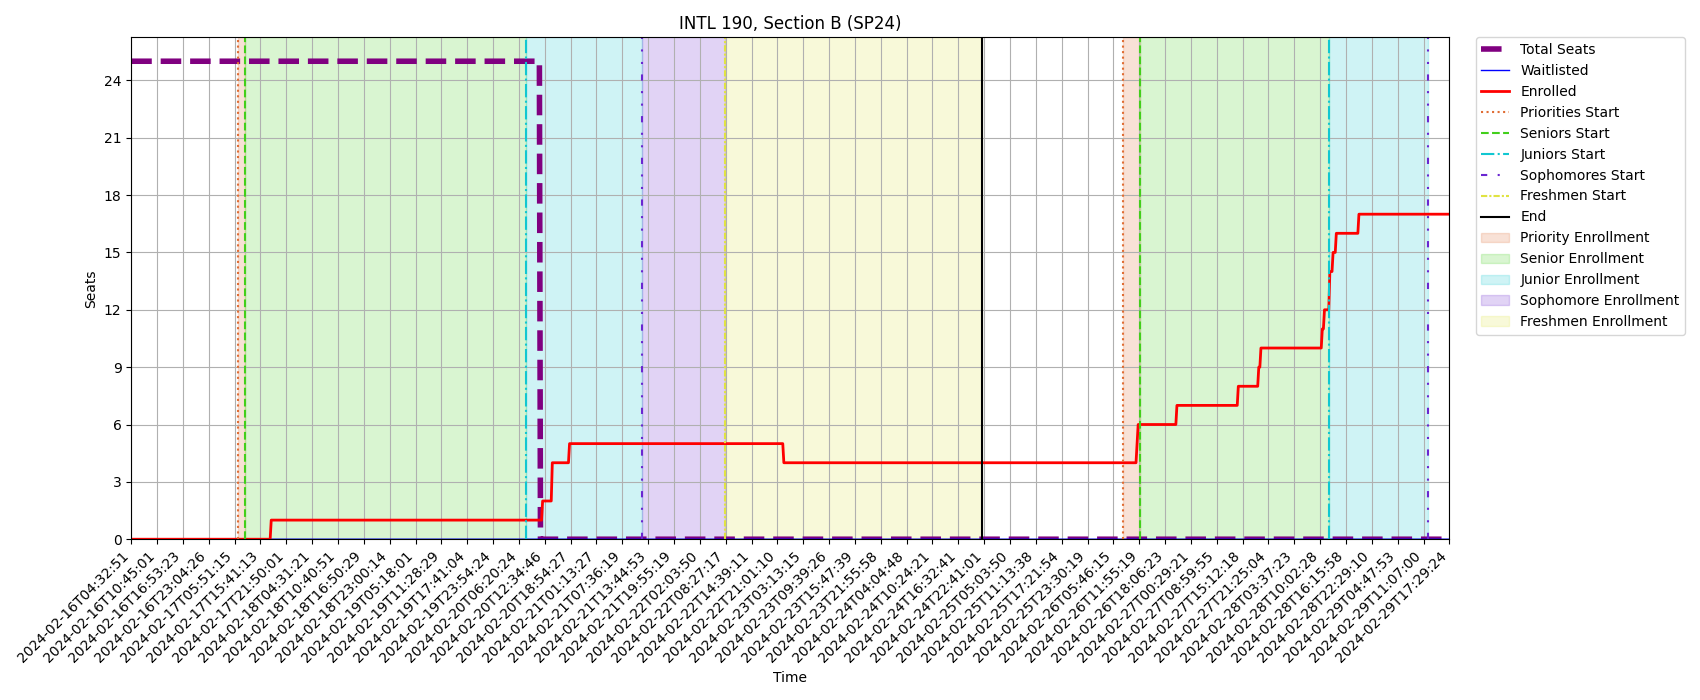 INTL 190, Section B (SP24)
Total Seats
Waitlisted
Enrolled
Priorities Start
Seniors Start
Juniors Start
Sophomores Start
Freshmen Start
End
Priority Enrollment
Senior Enrollment
Junior Enrollment
Sophomore Enrollment
Freshmen Enrollment
Seats
24
21
18
15
12
9
6
3
0
2024-02-16T04:32:51
2024-02-16T10:45:01
2024-02-16T16:53:23
2024-02-16T23:04:26
2024-02-17T05:51:15
2024-02-17T15:41:13
2024-02-17T21:50:01
2024-02-18T04:31:21
2024-02-18T10:40:51
2024-02-18T16:50:29
2024-02-18T23:00:14
2024-02-19T05:18:01
2024-02-19T11:28:29
2024-02-19T17:41:04
2024-02-19T23:54:24
2024-02-20T06:20:24
2024-02-20T12:34:46
2024-02-20T18:54:27
2024-02-21T01:13:27
2024-02-21T07:36:19
2024-02-21T13:44:53
2024-02-21T19:55:19
2024-02-22T02:03:50
2024-02-22T08:27:17
2024-02-22T14:39:11
2024-02-22T21:01:10
2024-02-23T03:13:15
2024-02-23T09:39:26
2024-02-23T15:47:39
2024-02-23T21:55:58
2024-02-24T04:04:48
2024-02-24T10:24:21
2024-02-24T16:32:41
2024-02-24T22:41:01
2024-02-25T05:03:50
2024-02-25T11:13:38
2024-02-25T17:21:54
2024-02-25T23:30:19
2024-02-26T05:46:15
2024-02-26T11:55:19
2024-02-26T18:06:23
2024-02-27T00:29:21
2024-02-27T08:59:55
2024-02-27T15:12:18
2024-02-27T21:25:04
2024-02-28T03:37:23
2024-02-28T10:02:28
2024-02-28T16:15:58
2024-02-28T22:29:10
2024-02-29T04:47:53
2024-02-29T11:07:00
2024-02-29T17:29:24
Time